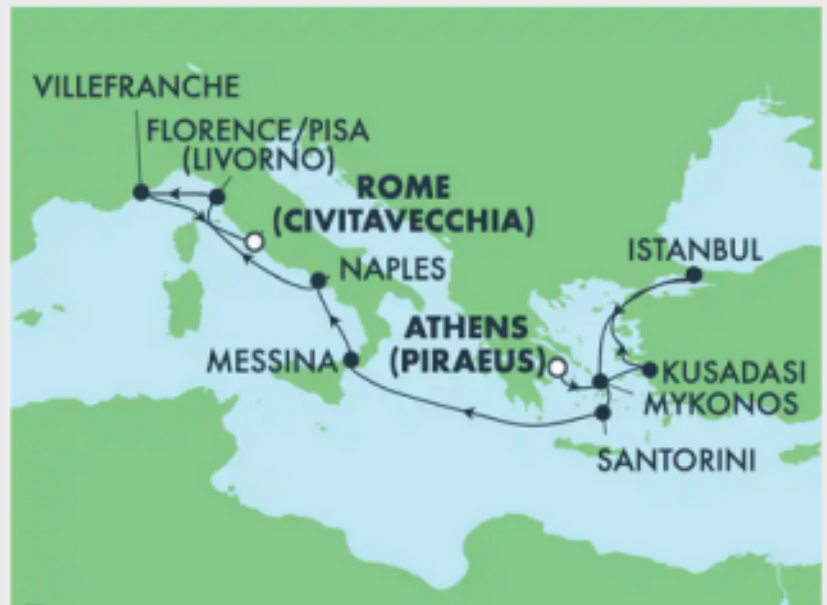 VILLEFRANCHE
FLORENCE/PISA
(LIVORNO)
ROME
(CIVITAVECCHIA)
ISTANBUL
NAPLES
ATHENS
(PIRAEUS)
MESSINA
KUSADASI
MYKONOS
SANTORINI